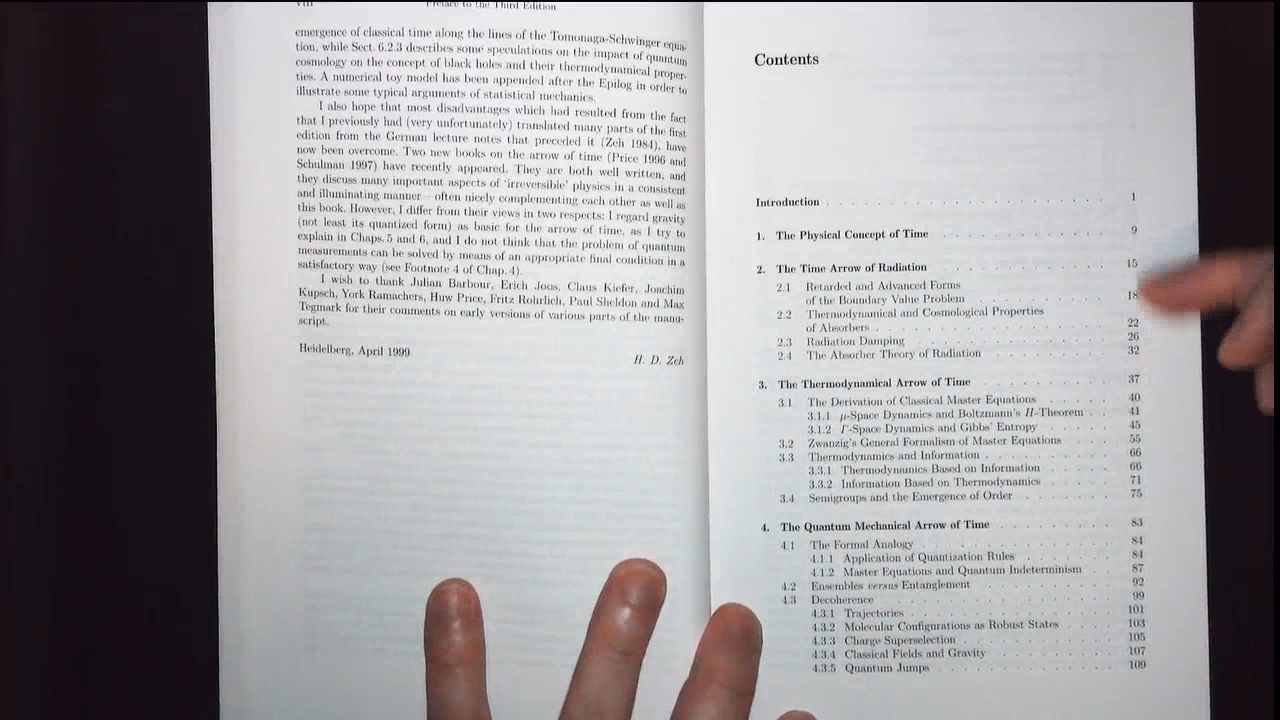 viii Preface to the Third Edition
emergence of classical time along the lines of the Tomonaga-Schwinger equa-
tion, while Sect. 6.2.3 describes some speculations on the impact of quantum
cosmology on the concept of black holes and their thermodynamical proper-
ties. A numerical toy model has been appended after the Epilog in order to
illustrate some typical arguments of statistical mechanics.
I also hope that most disadvantages which had resulted from the fact
that I previously had (very unfortunately) translated many parts of the first
edition from the German lecture notes that preceded it (Zeh 1984), have
now been overcome. Two new books on the arrow of time (Price 1996 and
Schulman 1997) have recently appeared. They are both well written, and
they discuss many important aspects of 'irreversible' physics in a consistent
and illuminating manner – often nicely complementing each other as well as
this book. However, I differ from their views in two respects: I regard gravity
(not least its quantized form) as basic for the arrow of time, as I try to
explain in Chaps. 5 and 6, and I do not think that the problem of quantum
measurements can be solved by means of an appropriate final condition in a
satisfactory way (see Footnote 4 of Chap. 4).
I wish to thank Julian Barbour, Erich Joos, Claus Kiefer, Joachim
Kupsch, York Ramachers, Huw Price, Fritz Rohrlich, Paul Sheldon and Max
Tegmark for their comments on early versions of various parts of the manu-
script.
Heidelberg, April 1999 H. D. Zeh
Contents
Introduction . . . . . . . . . . 1
1. The Physical Concept of Time . . . . . . . . . . 9
2. The Time Arrow of Radiation . . . . . . . . . . 15
2.1 Retarded and Advanced Forms
of the Boundary Value Problem . . . . . . . . . . 18
2.2 Thermodynamical and Cosmological Properties
of Absorbers . . . . . . . . . . 22
2.3 Radiation Damping . . . . . . . . . . 26
2.4 The Absorber Theory of Radiation . . . . . . . . . . 32
3. The Thermodynamical Arrow of Time . . . . . . . . . . 37
3.1 The Derivation of Classical Master Equations . . . . . 40
3.1.1 μ-Space Dynamics and Boltzmann's H-Theorem . . 41
3.1.2 Γ-Space Dynamics and Gibbs' Entropy . . . . . 45
3.2 Zwanzig's General Formalism of Master Equations . . . 55
3.3 Thermodynamics and Information . . . . . . . . . 66
3.3.1 Thermodynamics Based on Information . . . . . 66
3.3.2 Information Based on Thermodynamics . . . . . 71
3.4 Semigroups and the Emergence of Order . . . . . . . 75
4. The Quantum Mechanical Arrow of Time . . . . . . . . 83
4.1 The Formal Analogy . . . . . . . . . . 84
4.1.1 Application of Quantization Rules . . . . . . 84
4.1.2 Master Equations and Quantum Indeterminism . . 87
4.2 Ensembles versus Entanglement . . . . . . . . . 92
4.3 Decoherence . . . . . . . . . . 99
4.3.1 Trajectories . . . . . . . . . . 101
4.3.2 Molecular Configurations as Robust States . . . . 103
4.3.3 Charge Superselection . . . . . . . . . 105
4.3.4 Classical Fields and Gravity . . . . . . . 107
4.3.5 Quantum Jumps . . . . . . . . . . 109